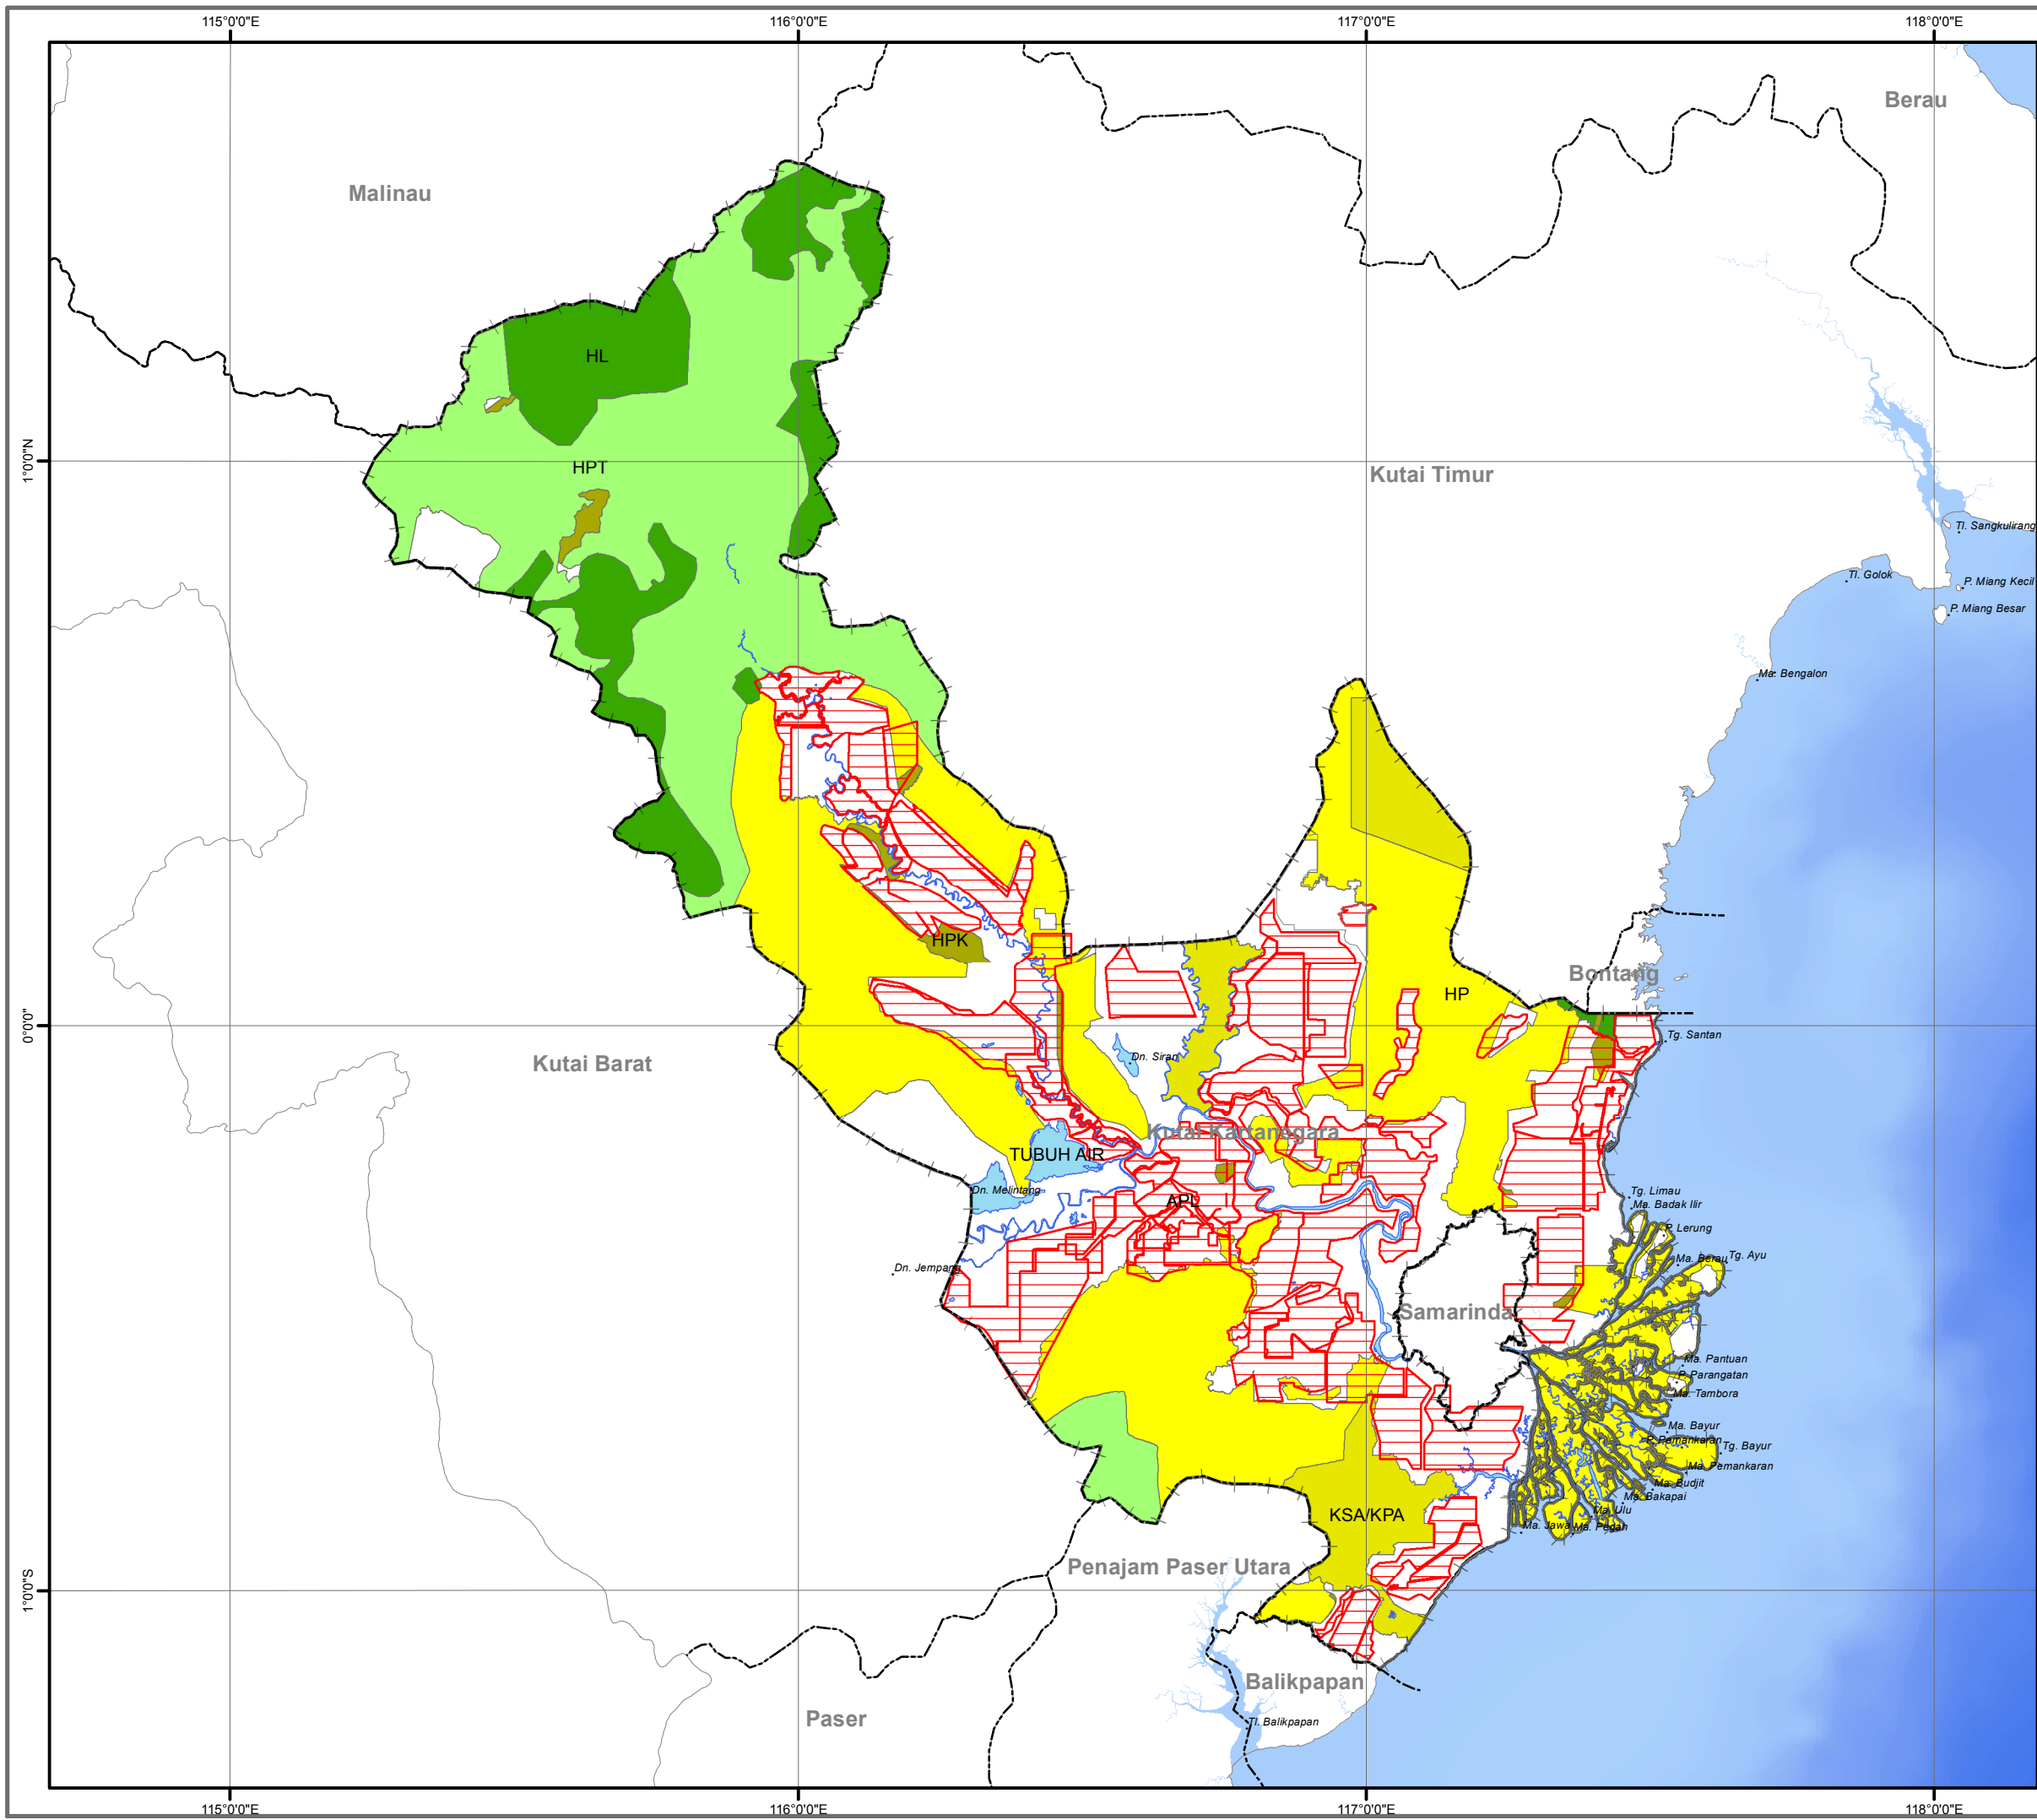 115°0'0"E
116°0'0"E
117°0'0"E
118°0'0"E
Berau
Malinau
HL
1°0'0"N
HPT
Kutai Timur
Tl. Sangkulirang
Tl. Golok
P. Miang Kecil
P. Miang Besar
Ma. Bengalon
HPK
Bontang
HP
0°0'0"
Tg. Santan
Dn. Siran
Kutai Barat
Kutai Kartanegara
TUBUH AIR
Dn. Melintang
APL
Tg. Limau
Ma. Badak Ilir
P. Lerung
Ma. Berau
Tg. Ayu
Dn. Jempang
Samarinda
Ma. Pantuan
P. Parangatan
Ma. Tambora
Ma. Bayur
P. Pemankaran
Tg. Bayur
Ma. Pemankaran
Ma. Budjit
Ma. Bakapai
Ma. Ulu
KSA/KPA
Ma. Jawa
Ma. Pegah
Penajam Paser Utara
1°0'0"S
Balikpapan
Paser
Tl. Balikpapan
115°0'0"E
116°0'0"E
117°0'0"E
118°0'0"E